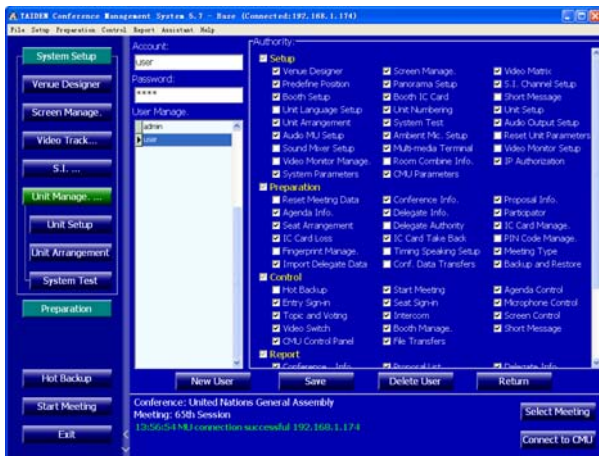 TAIDEN Conference Management System 5.7 - Base (Connected:192.168.1.174)
File Setup Preparation Control Report Assistant Help
System Setup
Venue Designer
Screen Manage.
Video Track...
S.I. ...
Unit Manage. ...
Unit Setup
Unit Arrangement
System Test
Preparation
Hot Backup
Start Meeting
Exit
Account:
user
Password:
****
User Manage.
admin
user
Authority:
Setup
Venue Designer Screen Manage. Video Matrix
Predefine Position Panorama Setup S.I. Channel Setup
Booth Setup Booth IC Card Short Message
Unit Language Setup Unit Numbering Unit Setup
Unit Arrangement System Test Audio Output Setup
Audio MU Setup Ambient Mic. Setup Reset Unit Parameters
Sound Mixer Setup Multi-media Terminal Video Monitor Setup
Video Monitor Manage. Room Combine Info. IP Authorization
System Parameters CMU Parameters
Preparation
Reset Meeting Data Conference Info. Proposal Info.
Agenda Info. Delegate Info. Participator
Seat Arrangement Delegate Authority IC Card Manage.
IC Card Loss IC Card Take Back PIN Code Manage.
Fingerprint Manage. Timing Speaking Setup Meeting Type
Import Delegate Data Conf. Data Transfers Backup and Restore
Control
Hot Backup Start Meeting Agenda Control
Entry Sign-in Seat Sign-in Microphone Control
Topic and Voting Intercom Screen Control
Video Switch Booth Manage. Short Message
CMU Control Panel File Transfers
Report
Conference Info. Proposal List Delegate Info.
New User Save Delete User Return
Conference: United Nations General Assembly
Meeting: 65th Session
13:56:54 MU connection successful 192.168.1.174
Select Meeting
Connect to CMU